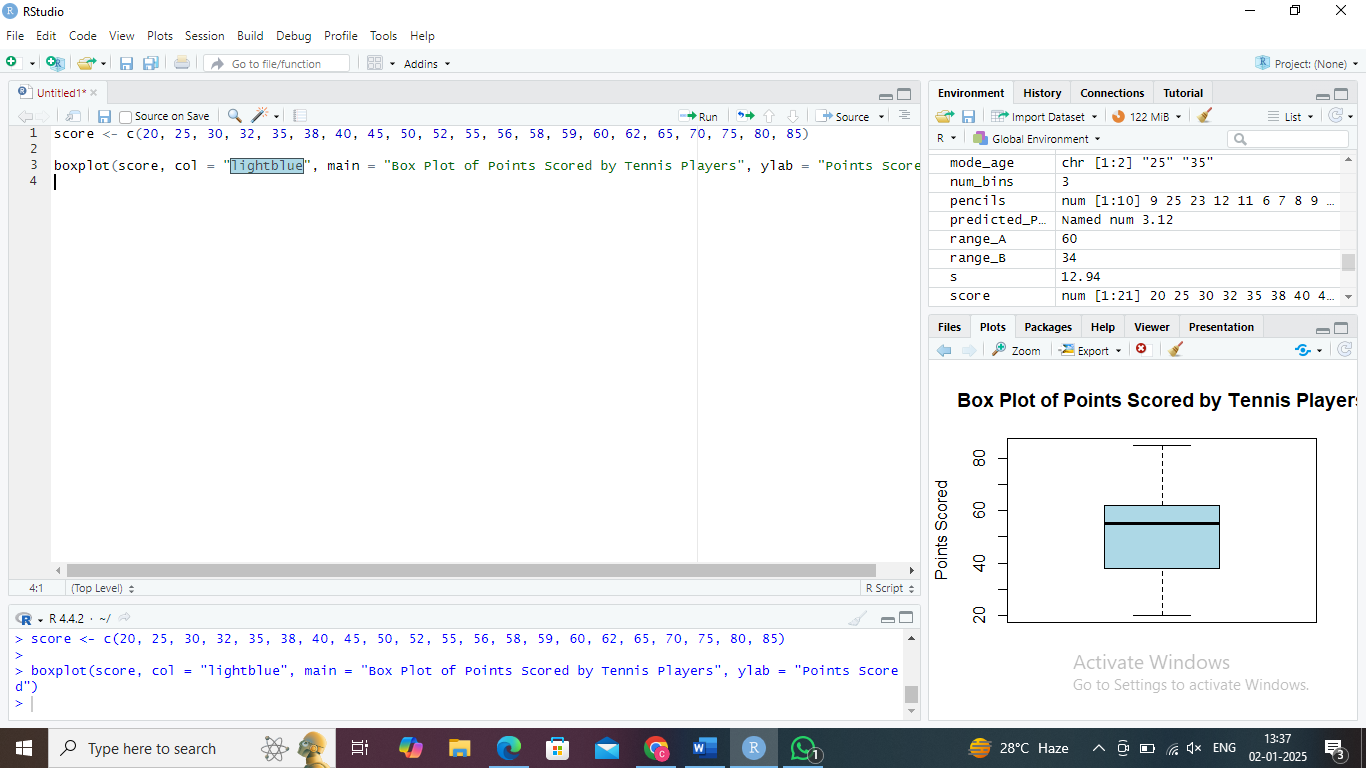 RStudio
File Edit Code View Plots Session Build Debug Profile Tools Help
Go to file/function Addins Project: (None)
Untitled1*
Source on Save Run Source
1 score <- c(20, 25, 30, 32, 35, 38, 40, 45, 50, 52, 55, 56, 58, 59, 60, 62, 65, 70, 75, 80, 85)
2
3 boxplot(score, col = "lightblue", main = "Box Plot of Points Scored by Tennis Players", ylab = "Points Score
4
4:1 (Top Level) R Script
R 4.4.2 · ~/
> score <- c(20, 25, 30, 32, 35, 38, 40, 45, 50, 52, 55, 56, 58, 59, 60, 62, 65, 70, 75, 80, 85)
>
> boxplot(score, col = "lightblue", main = "Box Plot of Points Scored by Tennis Players", ylab = "Points Score
d")
>
Environment History Connections Tutorial
Import Dataset 122 MiB List
R Global Environment
mode_age chr [1:2] "25" "35"
num_bins 3
pencils num [1:10] 9 25 23 12 11 6 7 8 9 …
predicted_P… Named num 3.12
range_A 60
range_B 34
s 12.94
score num [1:21] 20 25 30 32 35 38 40 4…
Files Plots Packages Help Viewer Presentation
Zoom Export
Box Plot of Points Scored by Tennis Players
Points Scored
80
60
40
20
Activate Windows
Go to Settings to activate Windows.
Type here to search 1 28°C Haze ENG 13:37
02-01-2025 3